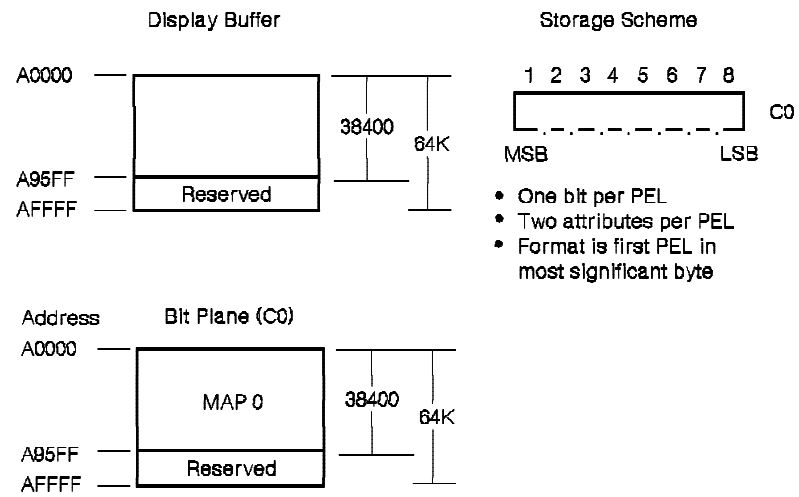 Display Buffer
A0000
38400
64K
A95FF
Reserved
AFFFF
Storage Scheme
1 2 3 4 5 6 7 8
C0
MSB LSB
• One bit per PEL
• Two attributes per PEL
• Format is first PEL in
most significant byte
Address Bit Plane (C0)
A0000
MAP 0
38400
64K
A95FF
Reserved
AFFFF